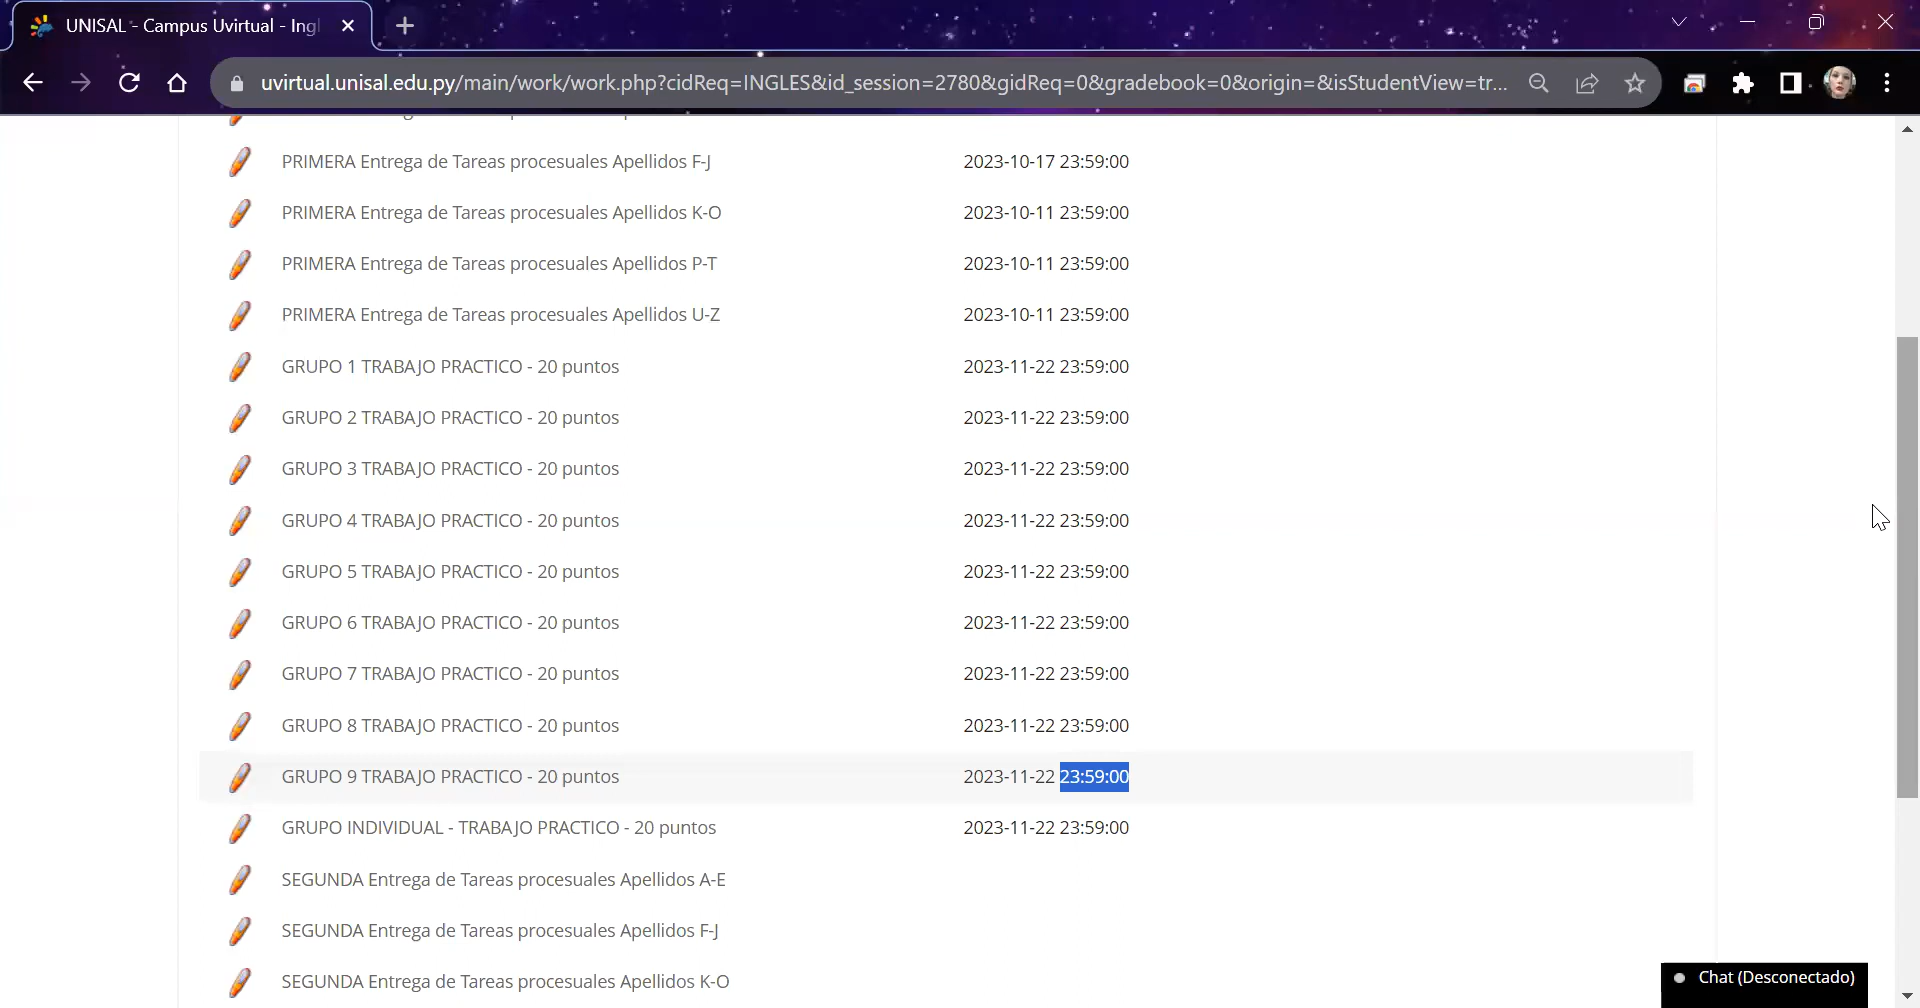 UNISAL - Campus Uvirtual - Ingl
uvirtual.unisal.edu.py/main/work/work.php?cidReq=INGLES&id_session=2780&gidReq=0&gradebook=0&origin=&isStudentView=tr...
PRIMERA Entrega de Tareas procesuales Apellidos F-J 2023-10-17 23:59:00
PRIMERA Entrega de Tareas procesuales Apellidos K-O 2023-10-11 23:59:00
PRIMERA Entrega de Tareas procesuales Apellidos P-T 2023-10-11 23:59:00
PRIMERA Entrega de Tareas procesuales Apellidos U-Z 2023-10-11 23:59:00
GRUPO 1 TRABAJO PRACTICO - 20 puntos 2023-11-22 23:59:00
GRUPO 2 TRABAJO PRACTICO - 20 puntos 2023-11-22 23:59:00
GRUPO 3 TRABAJO PRACTICO - 20 puntos 2023-11-22 23:59:00
GRUPO 4 TRABAJO PRACTICO - 20 puntos 2023-11-22 23:59:00
GRUPO 5 TRABAJO PRACTICO - 20 puntos 2023-11-22 23:59:00
GRUPO 6 TRABAJO PRACTICO - 20 puntos 2023-11-22 23:59:00
GRUPO 7 TRABAJO PRACTICO - 20 puntos 2023-11-22 23:59:00
GRUPO 8 TRABAJO PRACTICO - 20 puntos 2023-11-22 23:59:00
GRUPO 9 TRABAJO PRACTICO - 20 puntos 2023-11-22 23:59:00
GRUPO INDIVIDUAL - TRABAJO PRACTICO - 20 puntos 2023-11-22 23:59:00
SEGUNDA Entrega de Tareas procesuales Apellidos A-E
SEGUNDA Entrega de Tareas procesuales Apellidos F-J
SEGUNDA Entrega de Tareas procesuales Apellidos K-O
Chat (Desconectado)